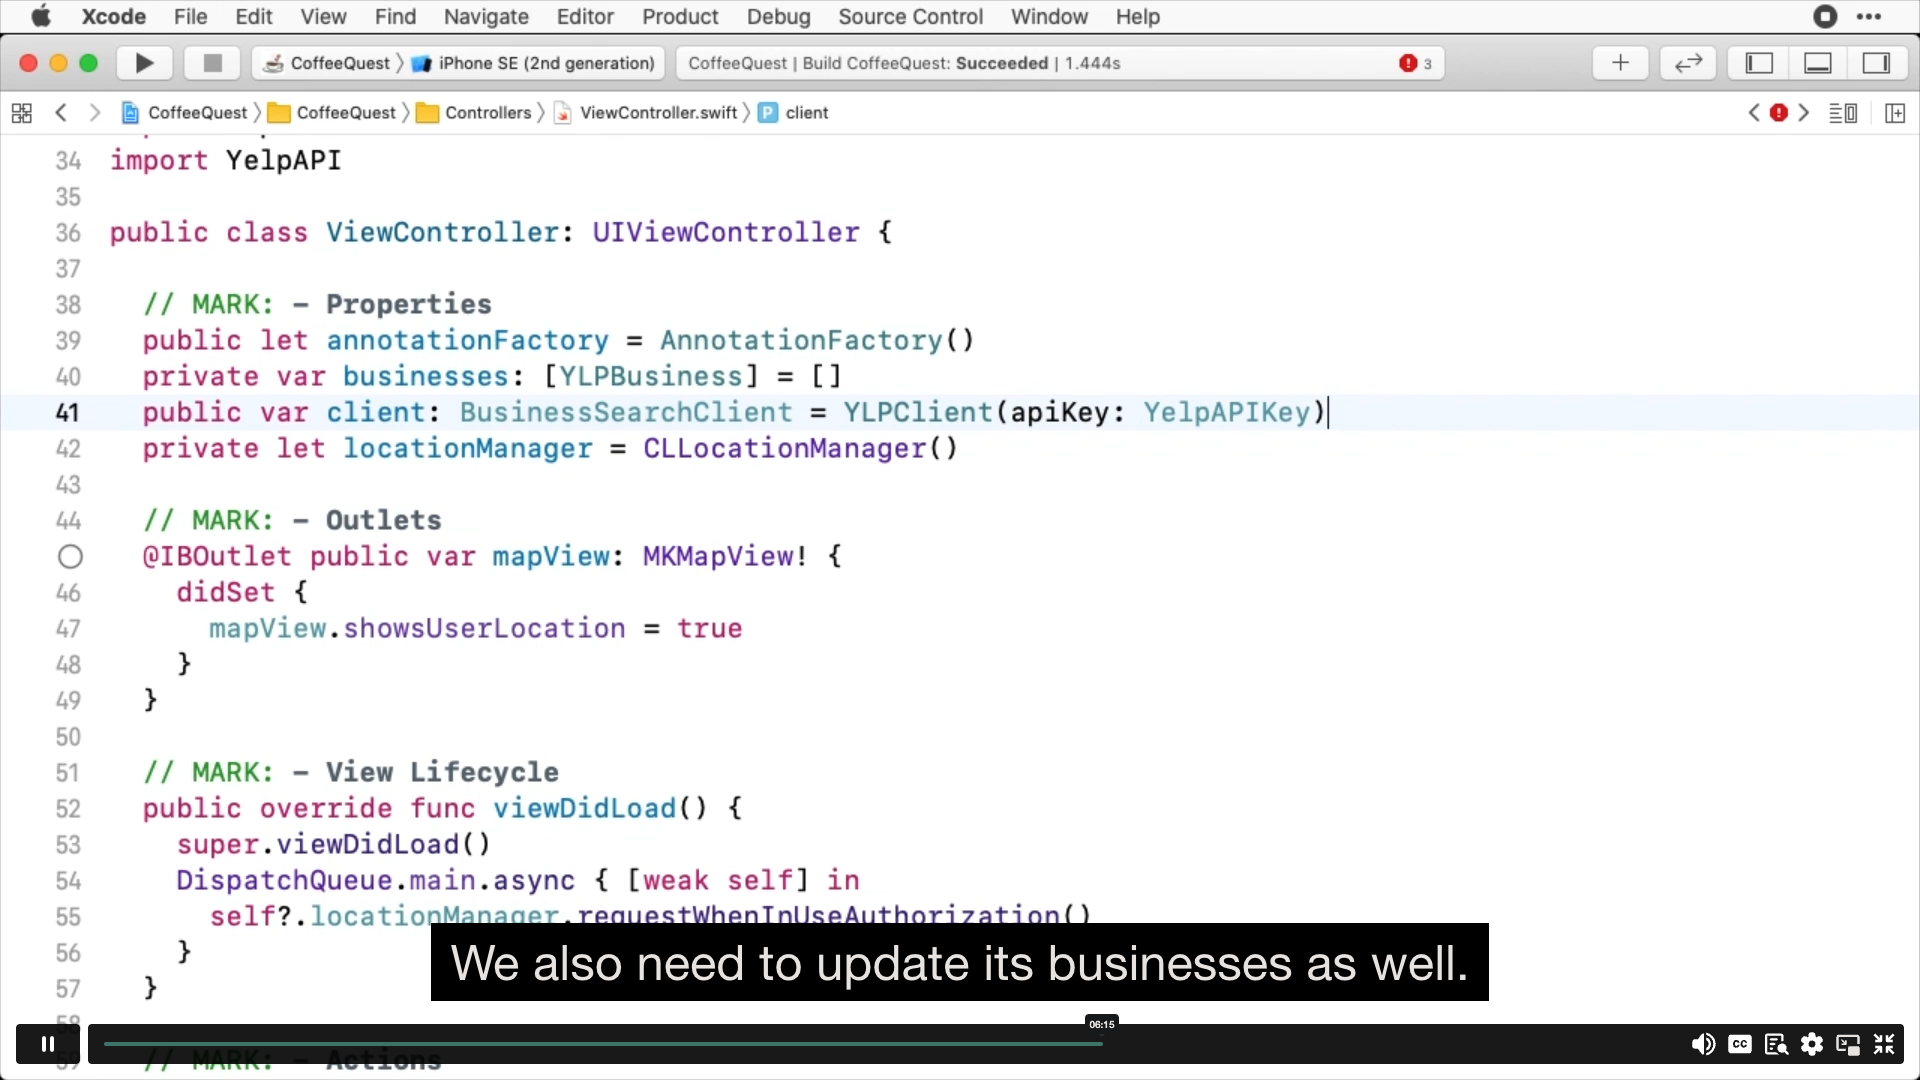 Xcode File Edit View Find Navigate Editor Product Debug Source Control Window Help
CoffeeQuest iPhone SE (2nd generation) CoffeeQuest | Build CoffeeQuest: Succeeded | 1.444s 3
CoffeeQuest CoffeeQuest Controllers ViewController.swift P client
34 import YelpAPI
35
36 public class ViewController: UIViewController {
37
38 // MARK: - Properties
39 public let annotationFactory = AnnotationFactory()
40 private var businesses: [YLPBusiness] = []
41 public var client: BusinessSearchClient = YLPClient(apiKey: YelpAPIKey)
42 private let locationManager = CLLocationManager()
43
44 // MARK: - Outlets
@IBOutlet public var mapView: MKMapView! {
46 didSet {
47 mapView.showsUserLocation = true
48 }
49 }
50
51 // MARK: - View Lifecycle
52 public override func viewDidLoad() {
53 super.viewDidLoad()
54 DispatchQueue.main.async { [weak self] in
55 self?.locationManager.requestWhenInUseAuthorization()
56 }
57 }
We also need to update its businesses as well.
58
06:15
59 // MARK: - Actions
CC